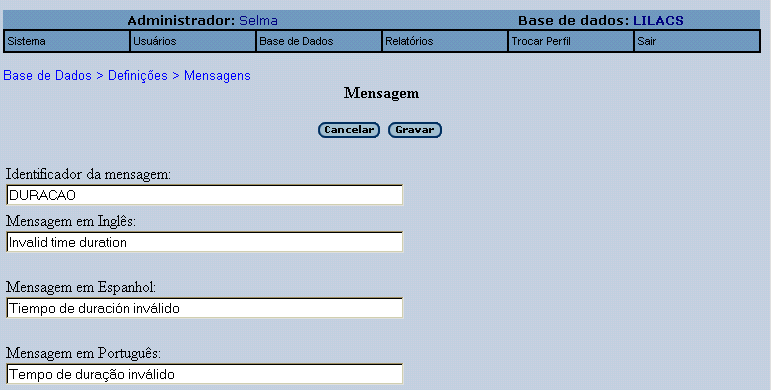 Administrador: Selma Base de dados: LILACS
Sistema Usuários Base de Dados Relatórios Trocar Perfil Sair
Base de Dados > Definições > Mensagens
Mensagem
Cancelar Gravar
Identificador da mensagem:
DURACAO
Mensagem em Inglês:
Invalid time duration
Mensagem em Espanhol:
Tiempo de duración inválido
Mensagem em Português:
Tempo de duração inválido